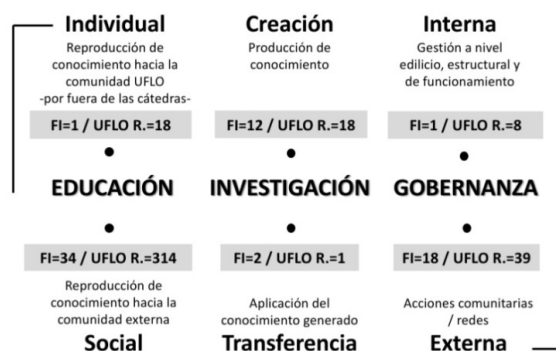 Individual
Reproducción de
conocimiento hacia la
comunidad UFLO
-por fuera de las cátedras-
FI=1 / UFLO R.=18
Creación
Producción de
conocimiento
FI=12 / UFLO R.=18
Interna
Gestión a nivel
edilicio, estructural y
de funcionamiento
FI=1 / UFLO R.=8
EDUCACIÓN
INVESTIGACIÓN
GOBERNANZA
FI=34 / UFLO R.=314
Reproducción de
conocimiento hacia la
comunidad externa
Social
FI=2 / UFLO R.=1
Aplicación del
conocimiento generado
Transferencia
FI=18 / UFLO R.=39
Acciones comunitarias
/ redes
Externa